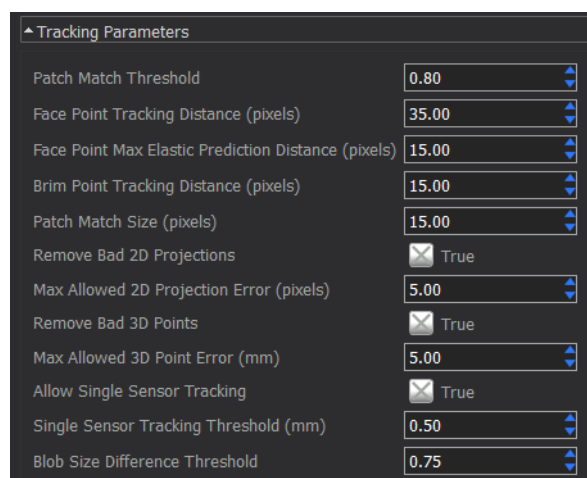 Tracking Parameters
Patch Match Threshold 0.80
Face Point Tracking Distance (pixels) 35.00
Face Point Max Elastic Prediction Distance (pixels) 15.00
Brim Point Tracking Distance (pixels) 15.00
Patch Match Size (pixels) 15.00
Remove Bad 2D Projections True
Max Allowed 2D Projection Error (pixels) 5.00
Remove Bad 3D Points True
Max Allowed 3D Point Error (mm) 5.00
Allow Single Sensor Tracking True
Single Sensor Tracking Threshold (mm) 0.50
Blob Size Difference Threshold 0.75